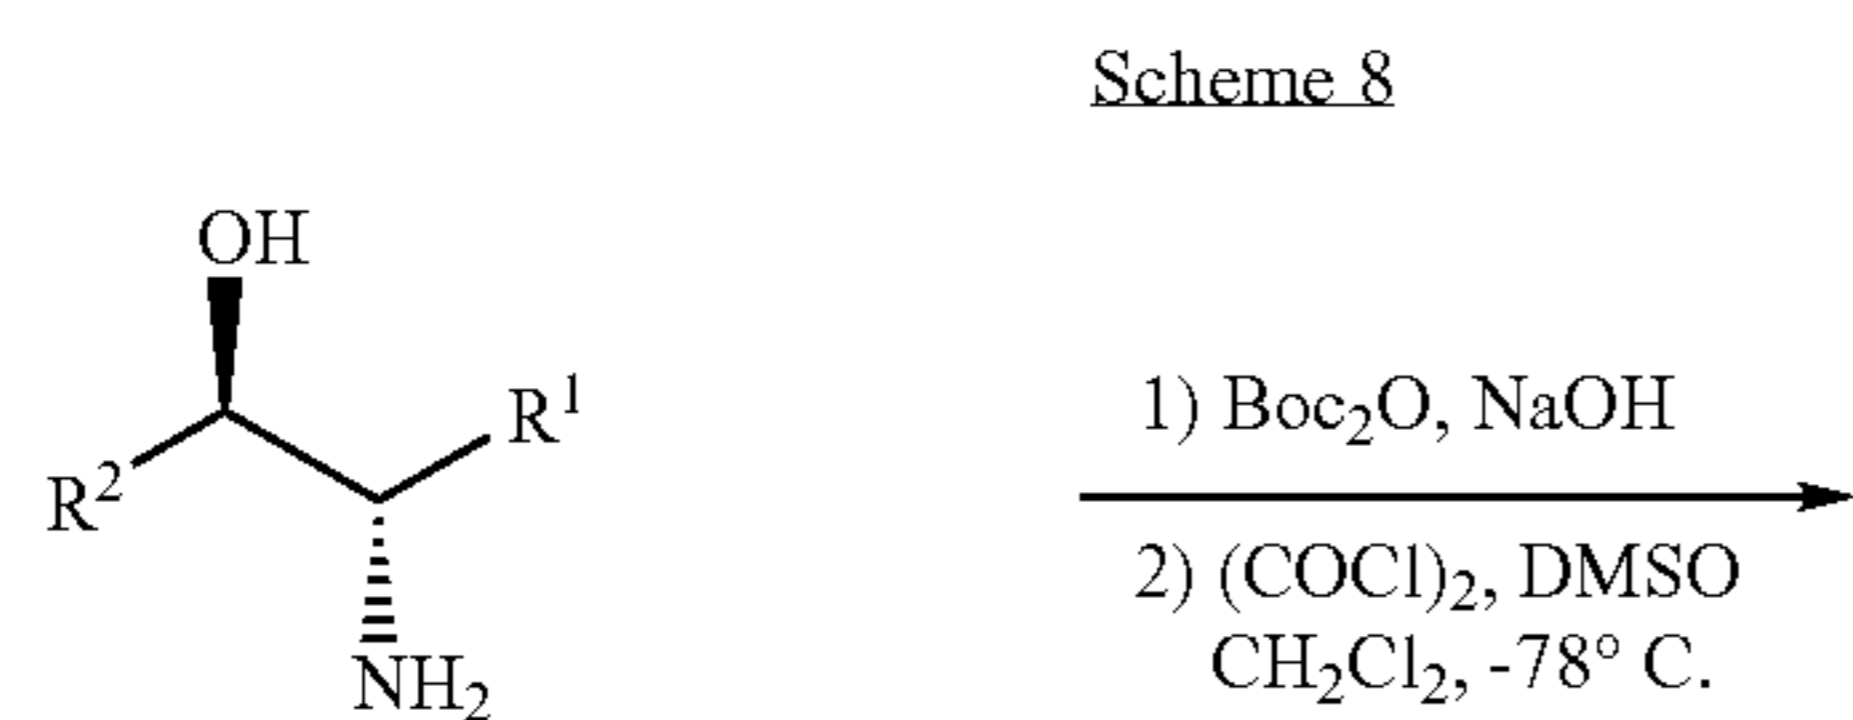 Scheme 8
OH
R¹
R²
NH₂
1) Boc₂O, NaOH
2) (COCl)₂, DMSO
CH₂Cl₂, -78° C.